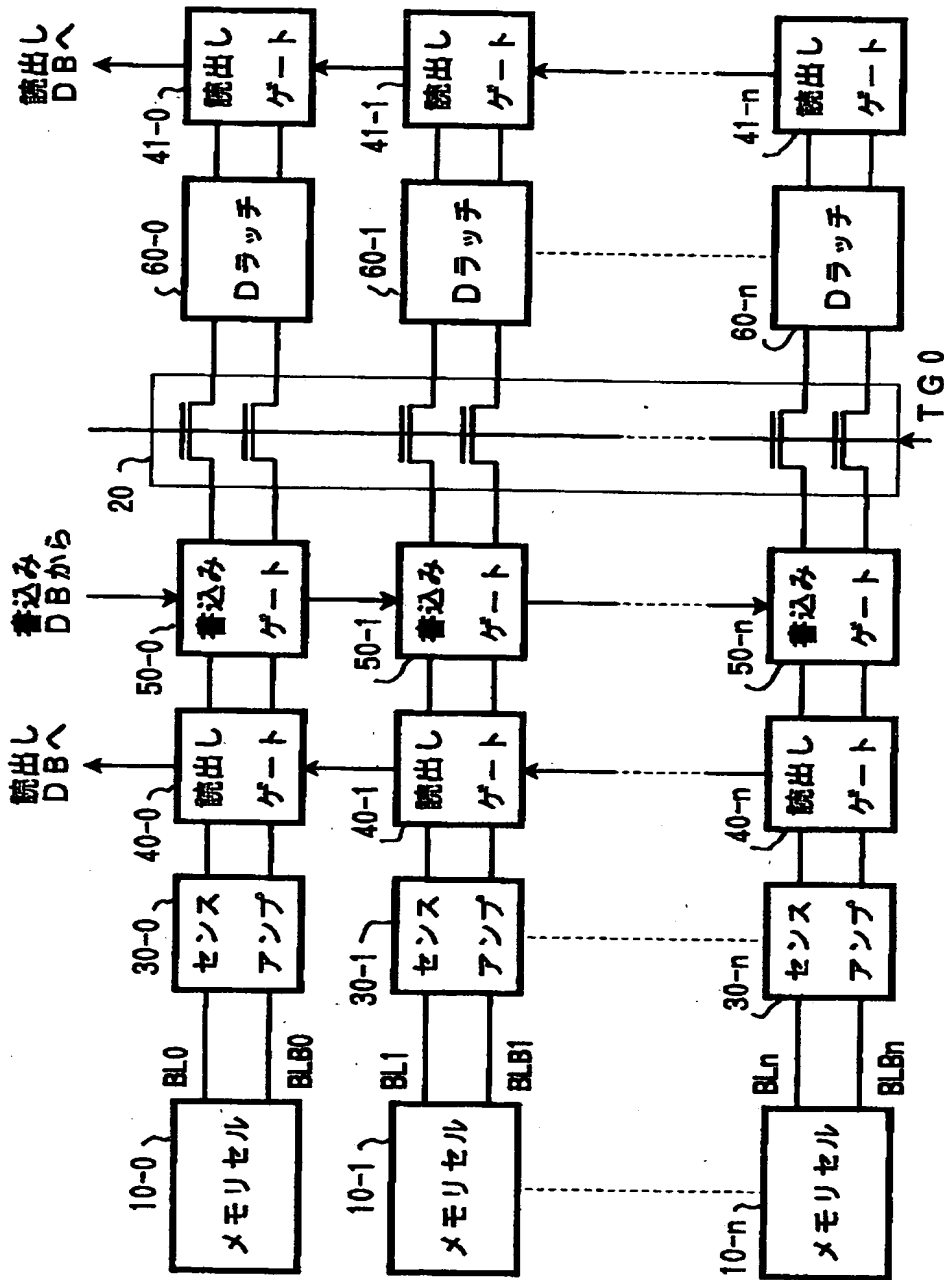 読出し
DBへ
書込み
DBから
読出し
DBへ
10-0
メモリセル
BL0
BLB0
30-0
センス
アンプ
40-0
読出し
ゲート
50-0
書込み
ゲート
20
60-0
Dラッチ
41-0
読出し
ゲート
10-1
メモリセル
BL1
BLB1
30-1
センス
アンプ
40-1
読出し
ゲート
50-1
書込み
ゲート
60-1
Dラッチ
41-1
読出し
ゲート
10-n
メモリセル
BLn
BLBn
30-n
センス
アンプ
40-n
読出し
ゲート
50-n
書込み
ゲート
TG0
60-n
Dラッチ
41-n
読出し
ゲート